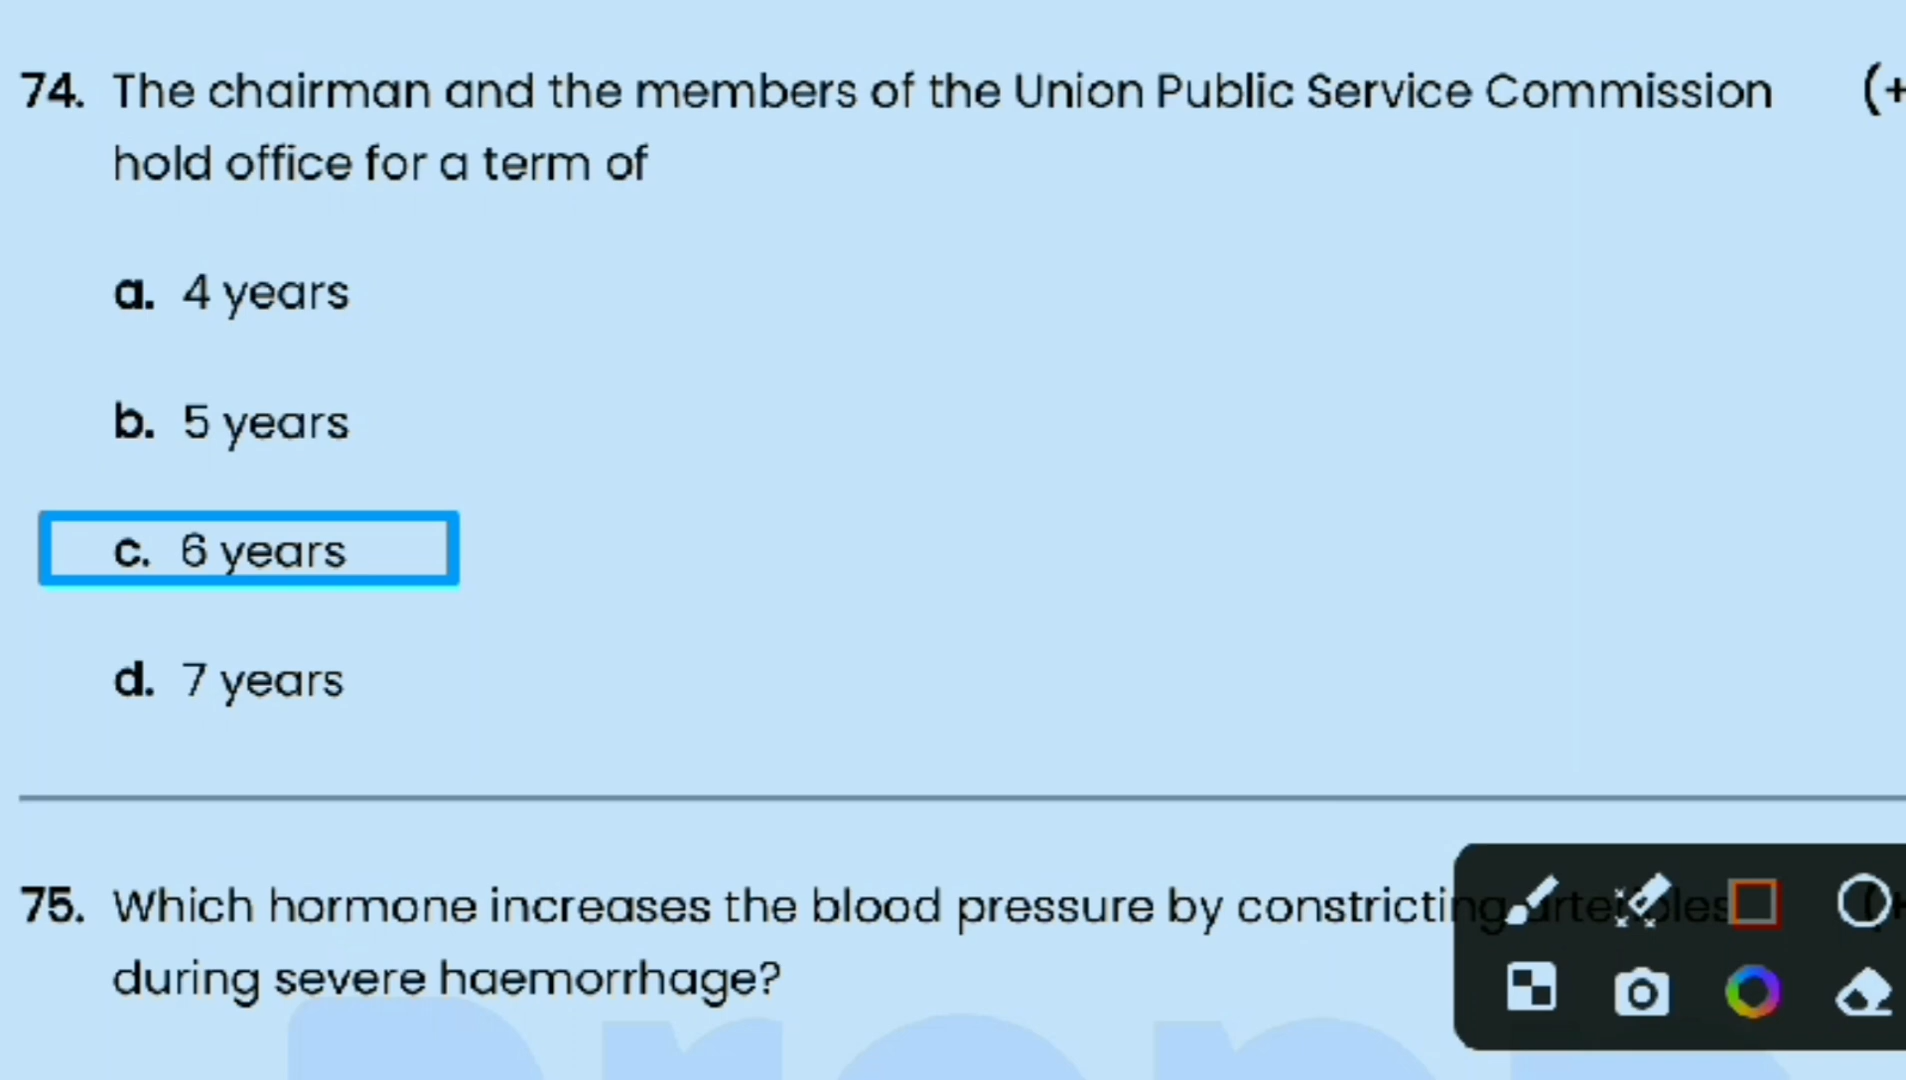 74. The chairman and the members of the Union Public Service Commission (+
hold office for a term of
a. 4 years
b. 5 years
c. 6 years
d. 7 years
75. Which hormone increases the blood pressure by constricting arterioles (+
during severe haemorrhage?